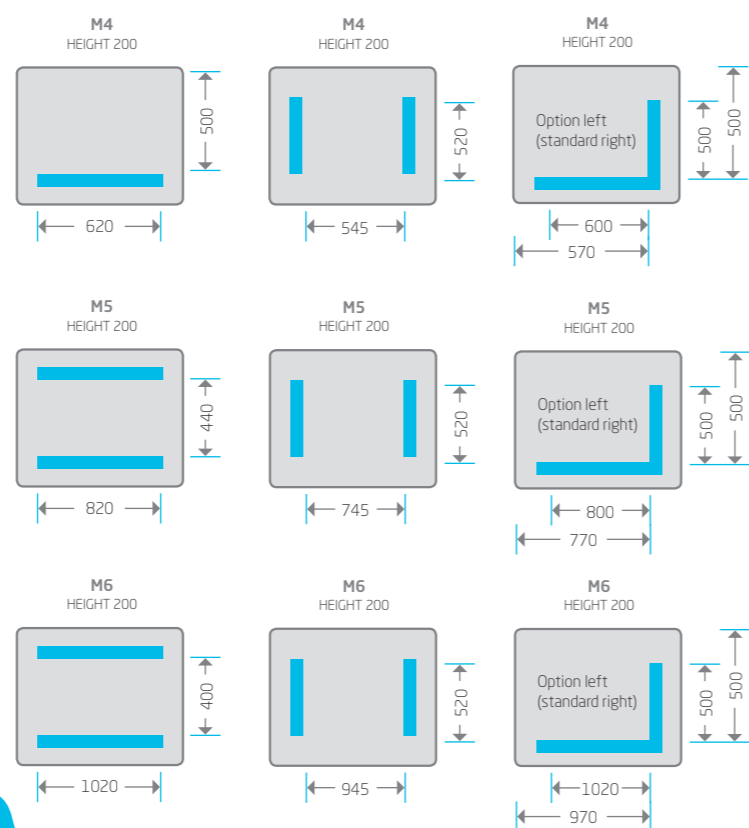 M4
HEIGHT 200
500
620
M4
HEIGHT 200
520
545
M4
HEIGHT 200
Option left
(standard right)
500
500
600
570
M5
HEIGHT 200
440
820
M5
HEIGHT 200
520
745
M5
HEIGHT 200
Option left
(standard right)
500
500
800
770
M6
HEIGHT 200
400
1020
M6
HEIGHT 200
520
945
M6
HEIGHT 200
Option left
(standard right)
500
500
1020
970